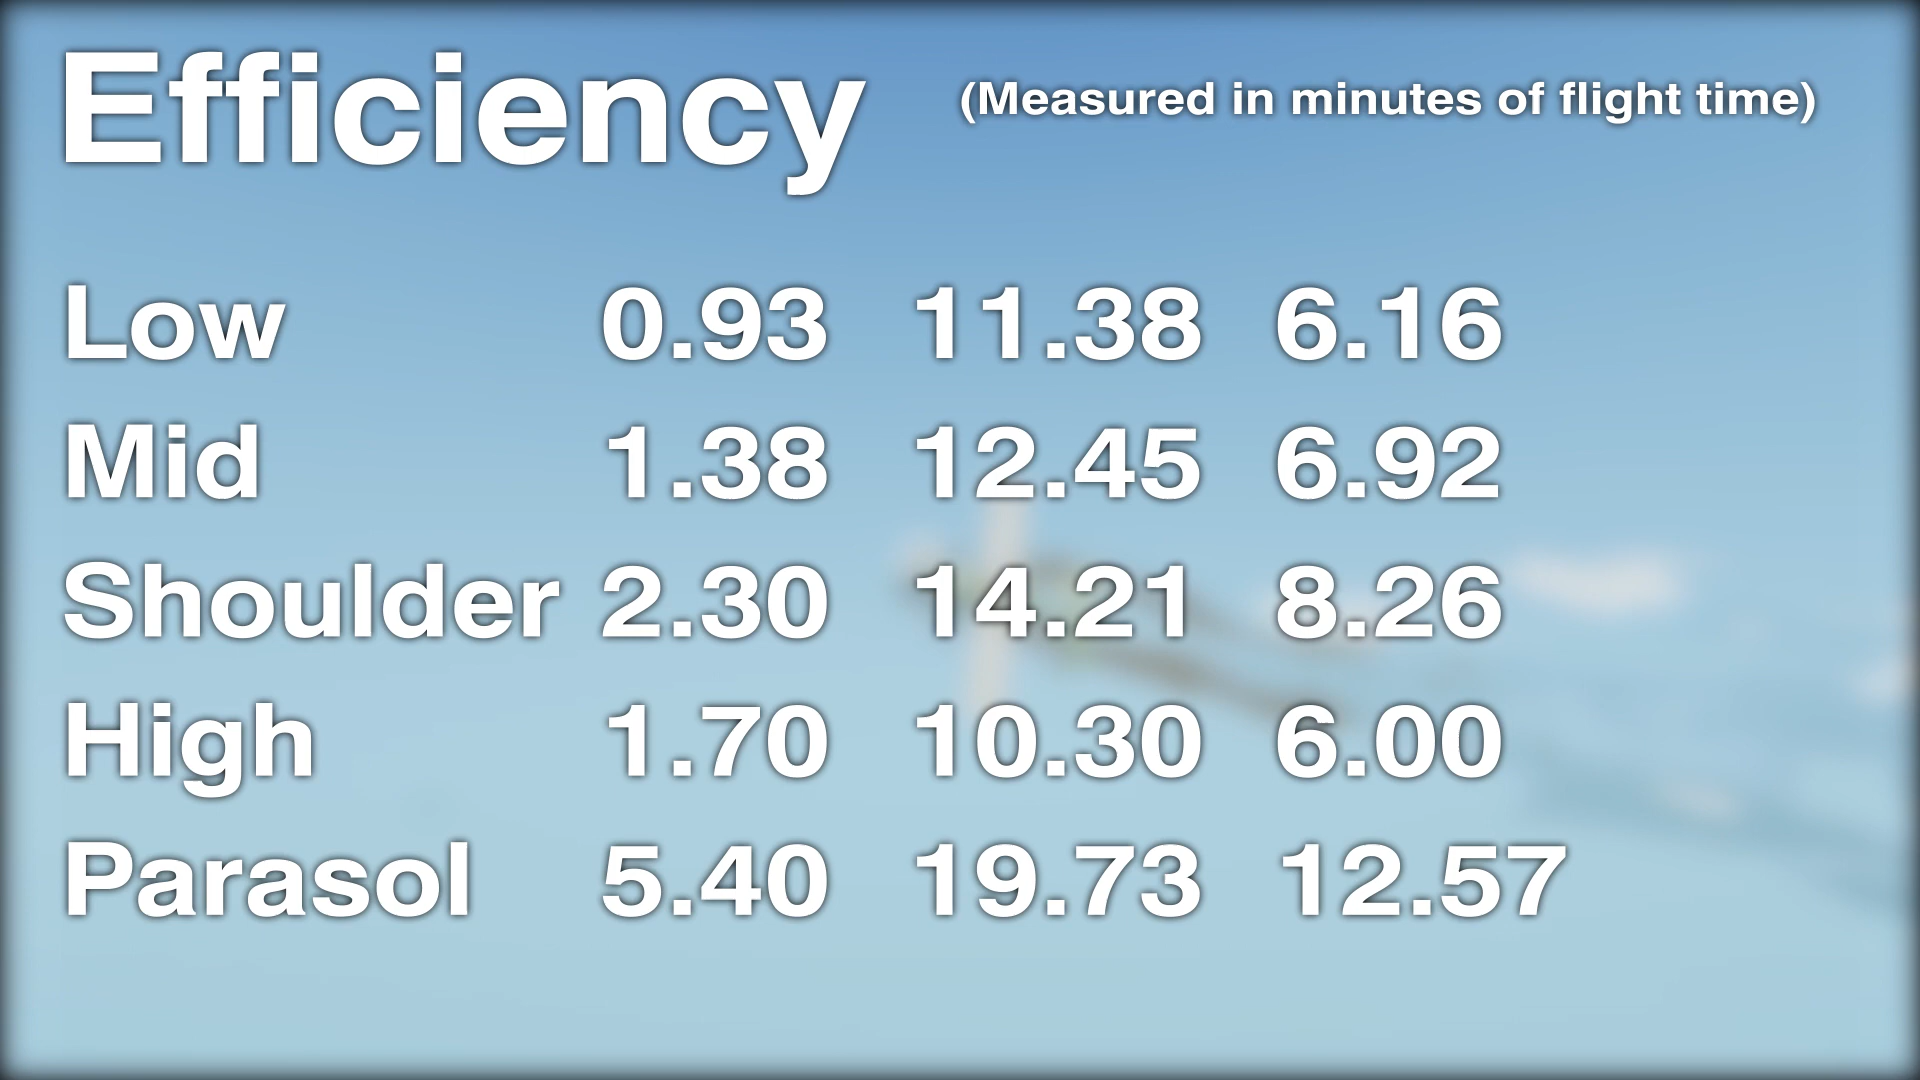 Efficiency (Measured in minutes of flight time)
Low 0.93 11.38 6.16
Mid 1.38 12.45 6.92
Shoulder 2.30 14.21 8.26
High 1.70 10.30 6.00
Parasol 5.40 19.73 12.57